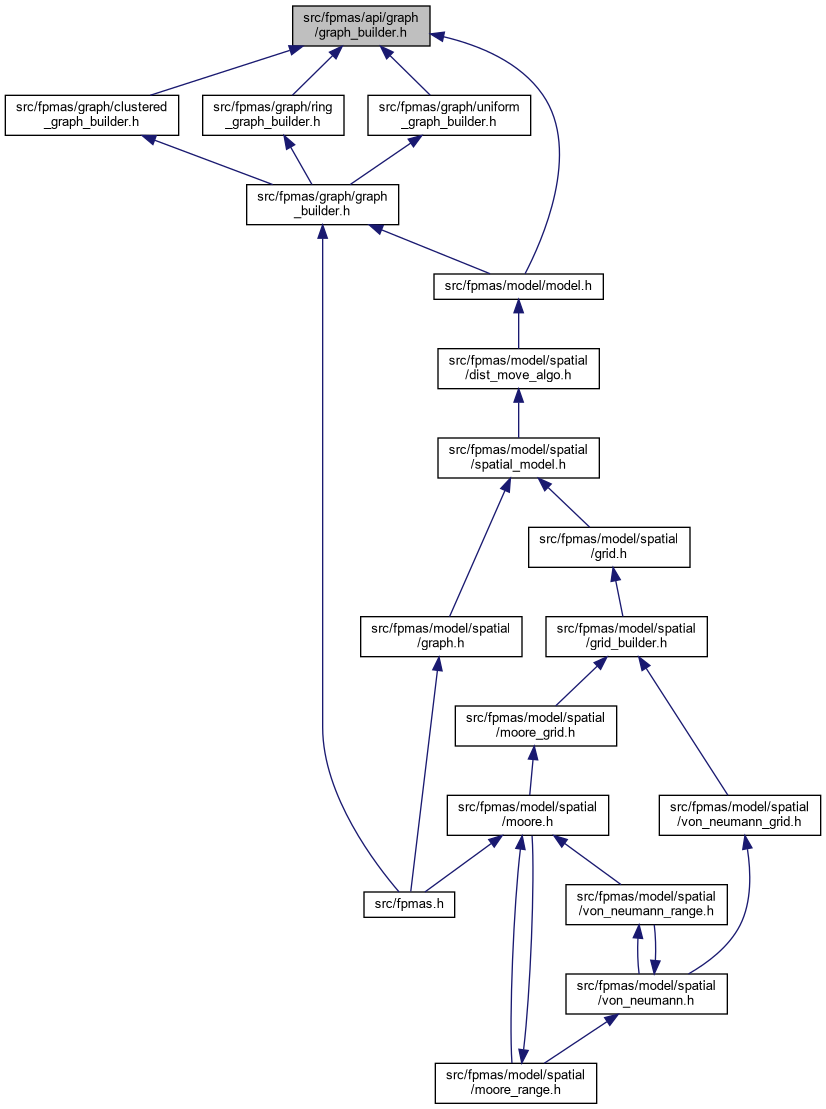 src/fpmas/api/graph
/graph_builder.h
src/fpmas/graph/clustered
_graph_builder.h
src/fpmas/graph/ring
_graph_builder.h
src/fpmas/graph/uniform
_graph_builder.h
src/fpmas/graph/graph
_builder.h
src/fpmas/model/model.h
src/fpmas/model/spatial
/dist_move_algo.h
src/fpmas/model/spatial
/spatial_model.h
src/fpmas/model/spatial
/grid.h
src/fpmas/model/spatial
/graph.h
src/fpmas/model/spatial
/grid_builder.h
src/fpmas/model/spatial
/moore_grid.h
src/fpmas/model/spatial
/moore.h
src/fpmas/model/spatial
/von_neumann_grid.h
src/fpmas.h
src/fpmas/model/spatial
/von_neumann_range.h
src/fpmas/model/spatial
/von_neumann.h
src/fpmas/model/spatial
/moore_range.h